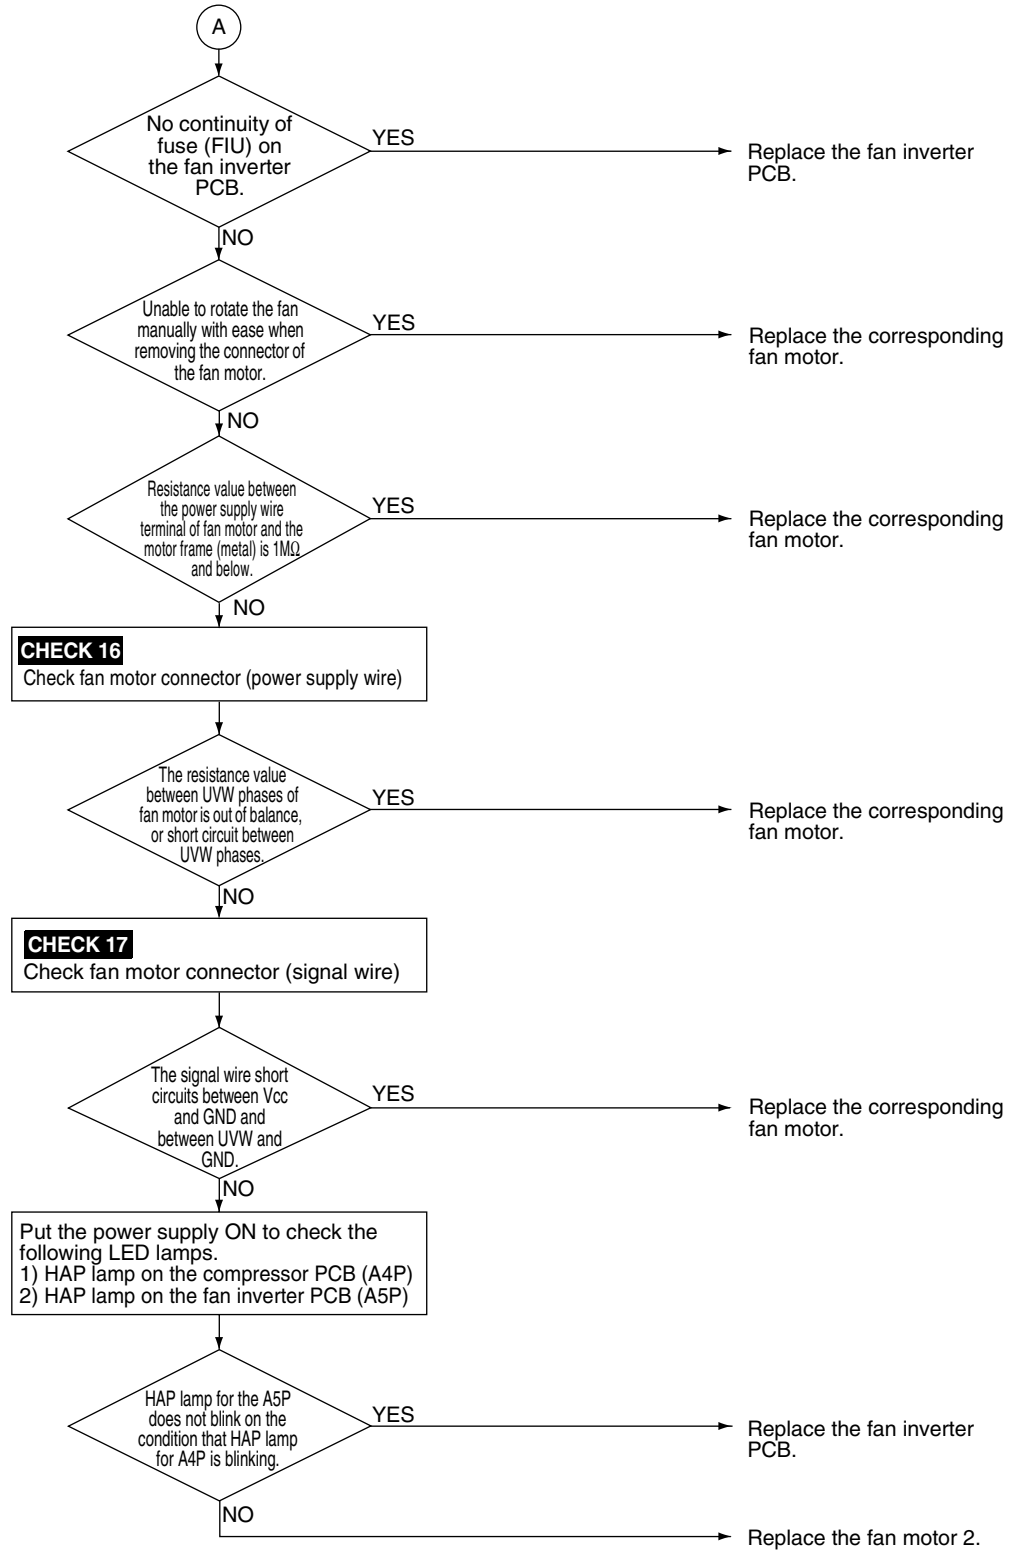 A
No continuity of
fuse (FIU) on
the fan inverter
PCB.
YES
Replace the fan inverter
PCB.
NO
Unable to rotate the fan
manually with ease when
removing the connector of
the fan motor.
YES
Replace the corresponding
fan motor.
NO
Resistance value between
the power supply wire
terminal of fan motor and the
motor frame (metal) is 1MΩ
and below.
YES
Replace the corresponding
fan motor.
NO
CHECK 16
Check fan motor connector (power supply wire)
The resistance value
between UVW phases of
fan motor is out of balance,
or short circuit between
UVW phases.
YES
Replace the corresponding
fan motor.
NO
CHECK 17
Check fan motor connector (signal wire)
The signal wire short
circuits between Vcc
and GND and
between UVW and
GND.
YES
Replace the corresponding
fan motor.
NO
Put the power supply ON to check the
following LED lamps.
1) HAP lamp on the compressor PCB (A4P)
2) HAP lamp on the fan inverter PCB (A5P)
HAP lamp for the A5P
does not blink on the
condition that HAP lamp
for A4P is blinking.
YES
Replace the fan inverter
PCB.
NO
Replace the fan motor 2.